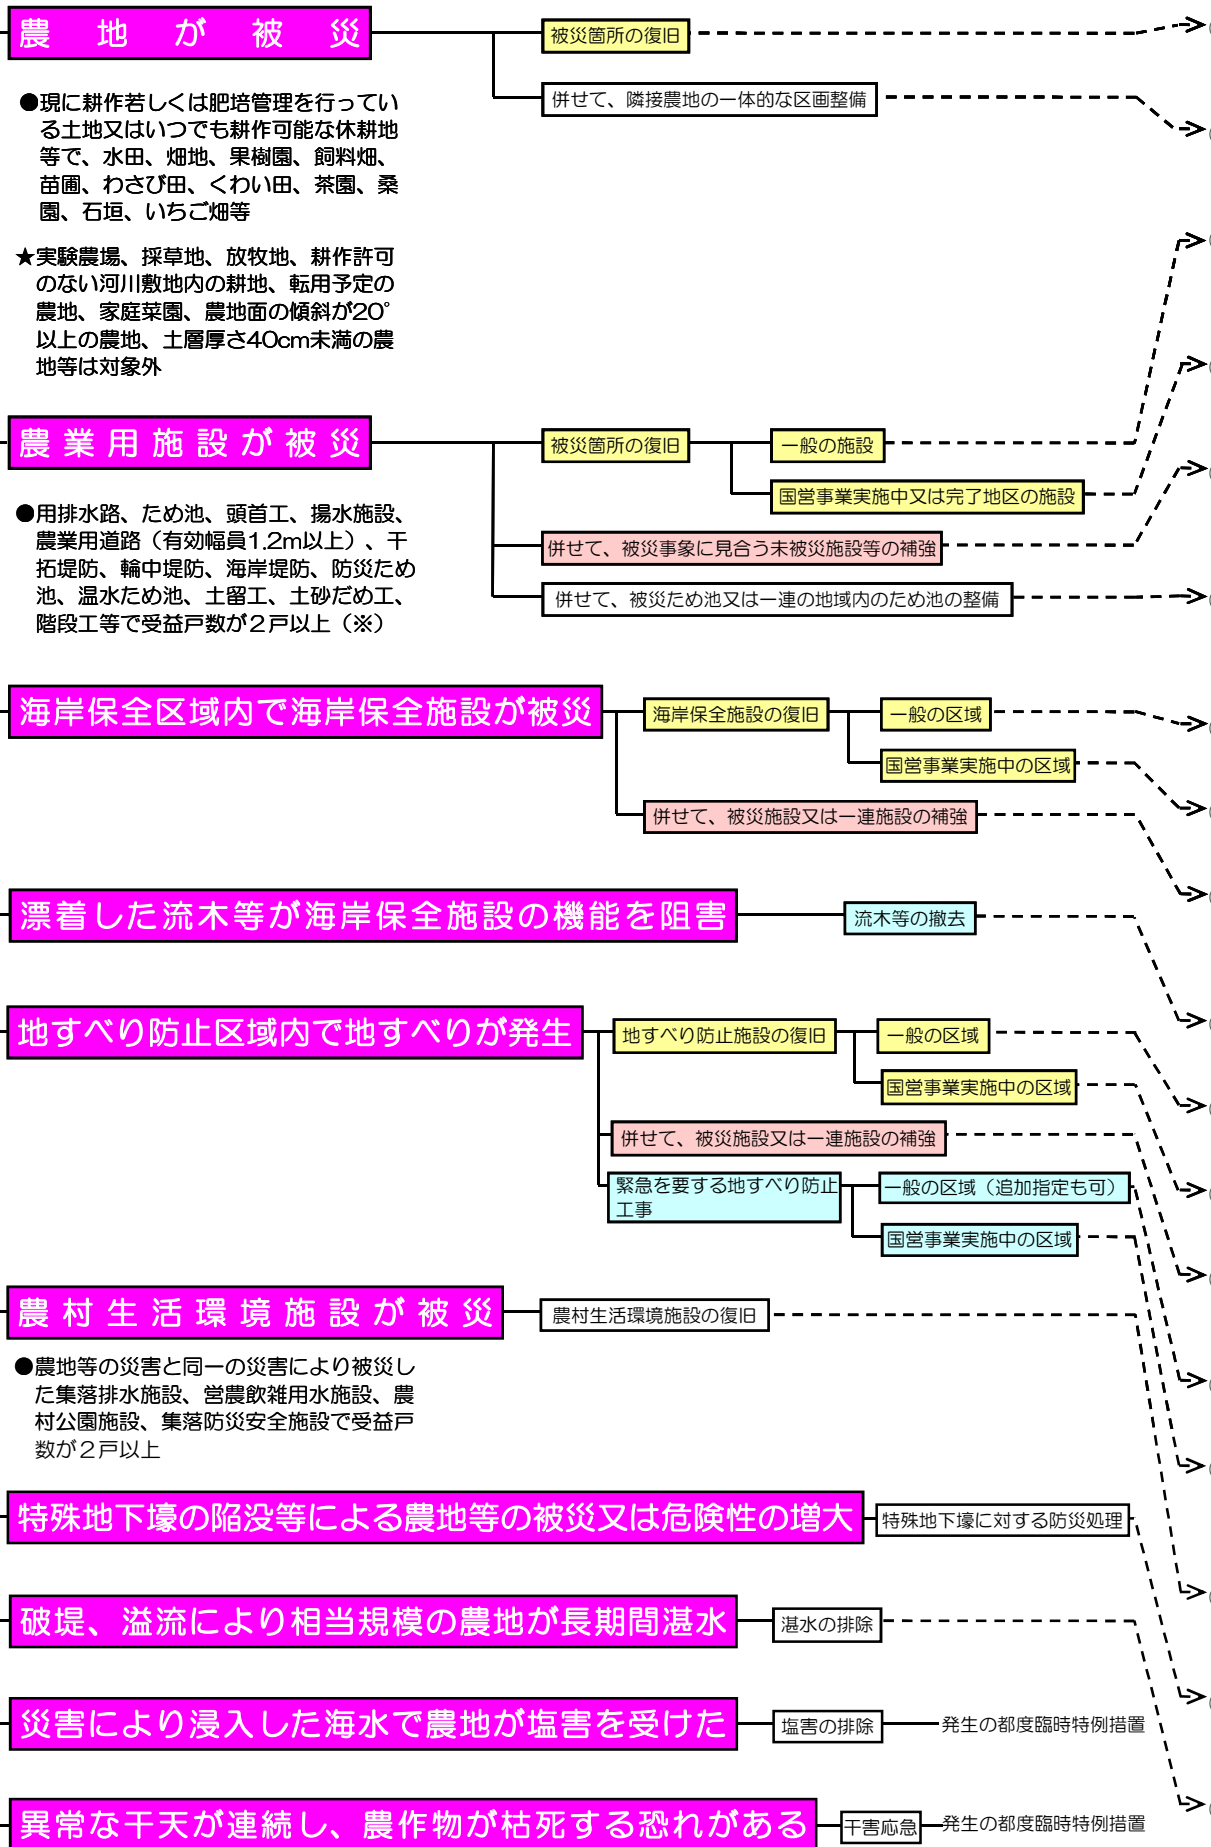 農地が被災
被災箇所の復旧
併せて、隣接農地の一体的な区画整備
●現に耕作若しくは肥培管理を行ってい
る土地又はいつでも耕作可能な休耕地
等で、水田、畑地、果樹園、飼料畑、
苗圃、わさび田、くわい田、茶園、桑
園、石垣、いちご畑等
★実験農場、採草地、放牧地、耕作許可
のない河川敷地内の耕地、転用予定の
農地、家庭菜園、農地面の傾斜が20°
以上の農地、土層厚さ40cm未満の農
地等は対象外
農業用施設が被災
被災箇所の復旧
一般の施設
国営事業実施中又は完了地区の施設
併せて、被災事象に見合う未被災施設等の補強
併せて、被災ため池又は一連の地域内のため池の整備
●用排水路、ため池、頭首工、揚水施設、
農業用道路（有効幅員1.2m以上）、干
拓堤防、輪中堤防、海岸堤防、防災ため
池、温水ため池、土留工、土砂だめ工、
階段工等で受益戸数が２戸以上（※）
海岸保全区域内で海岸保全施設が被災
海岸保全施設の復旧
一般の区域
国営事業実施中の区域
併せて、被災施設又は一連施設の補強
漂着した流木等が海岸保全施設の機能を阻害
流木等の撤去
地すべり防止区域内で地すべりが発生
地すべり防止施設の復旧
一般の区域
国営事業実施中の区域
併せて、被災施設又は一連施設の補強
緊急を要する地すべり防止
工事
一般の区域（追加指定も可）
国営事業実施中の区域
農村生活環境施設が被災
農村生活環境施設の復旧
●農地等の災害と同一の災害により被災し
た集落排水施設、営農飲雑用水施設、農
村公園施設、集落防災安全施設で受益戸
数が２戸以上
特殊地下壕の陥没等による農地等の被災又は危険性の増大
特殊地下壕に対する防災処理
破堤、溢流により相当規模の農地が長期間湛水
湛水の排除
災害により浸入した海水で農地が塩害を受けた
塩害の排除
発生の都度臨時特例措置
異常な干天が連続し、農作物が枯死する恐れがある
干害応急
発生の都度臨時特例措置